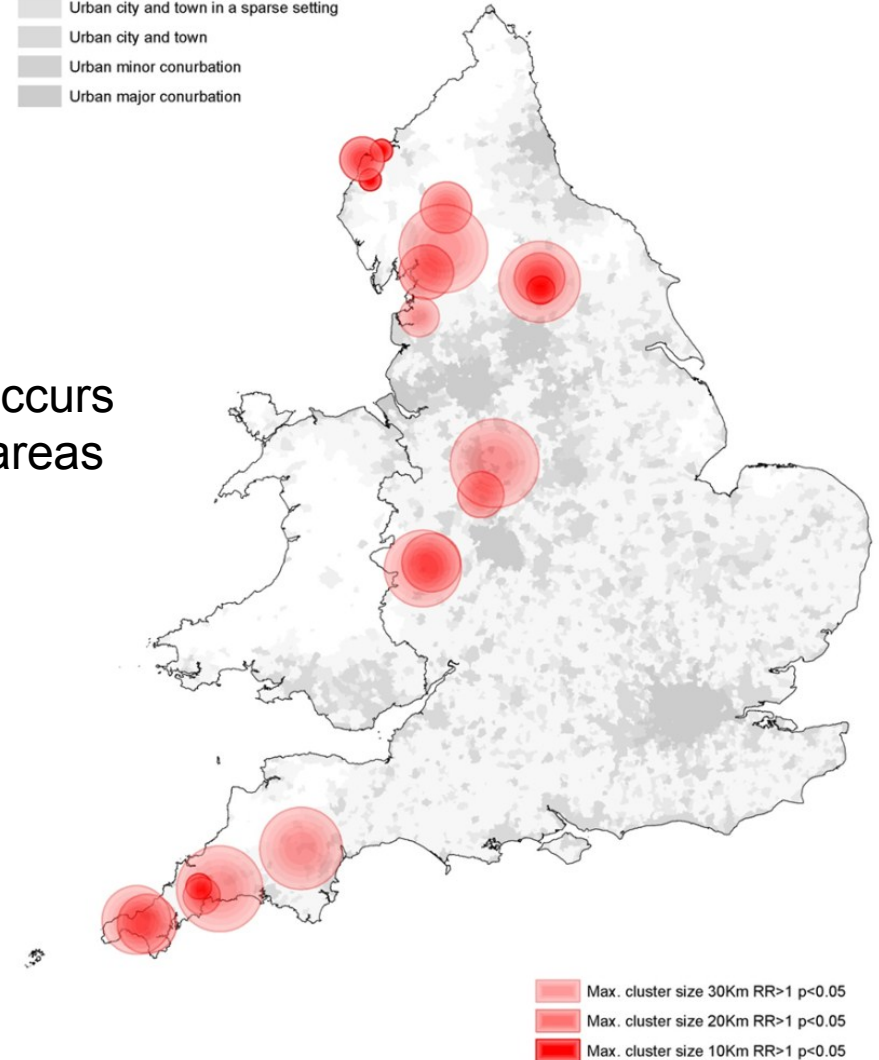 Urban city and town in a sparse setting
Urban city and town
Urban minor conurbation
Urban major conurbation
ccurs
areas
Max. cluster size 30Km RR>1 p<0.05
Max. cluster size 20Km RR>1 p<0.05
Max. cluster size 10Km RR>1 p<0.05